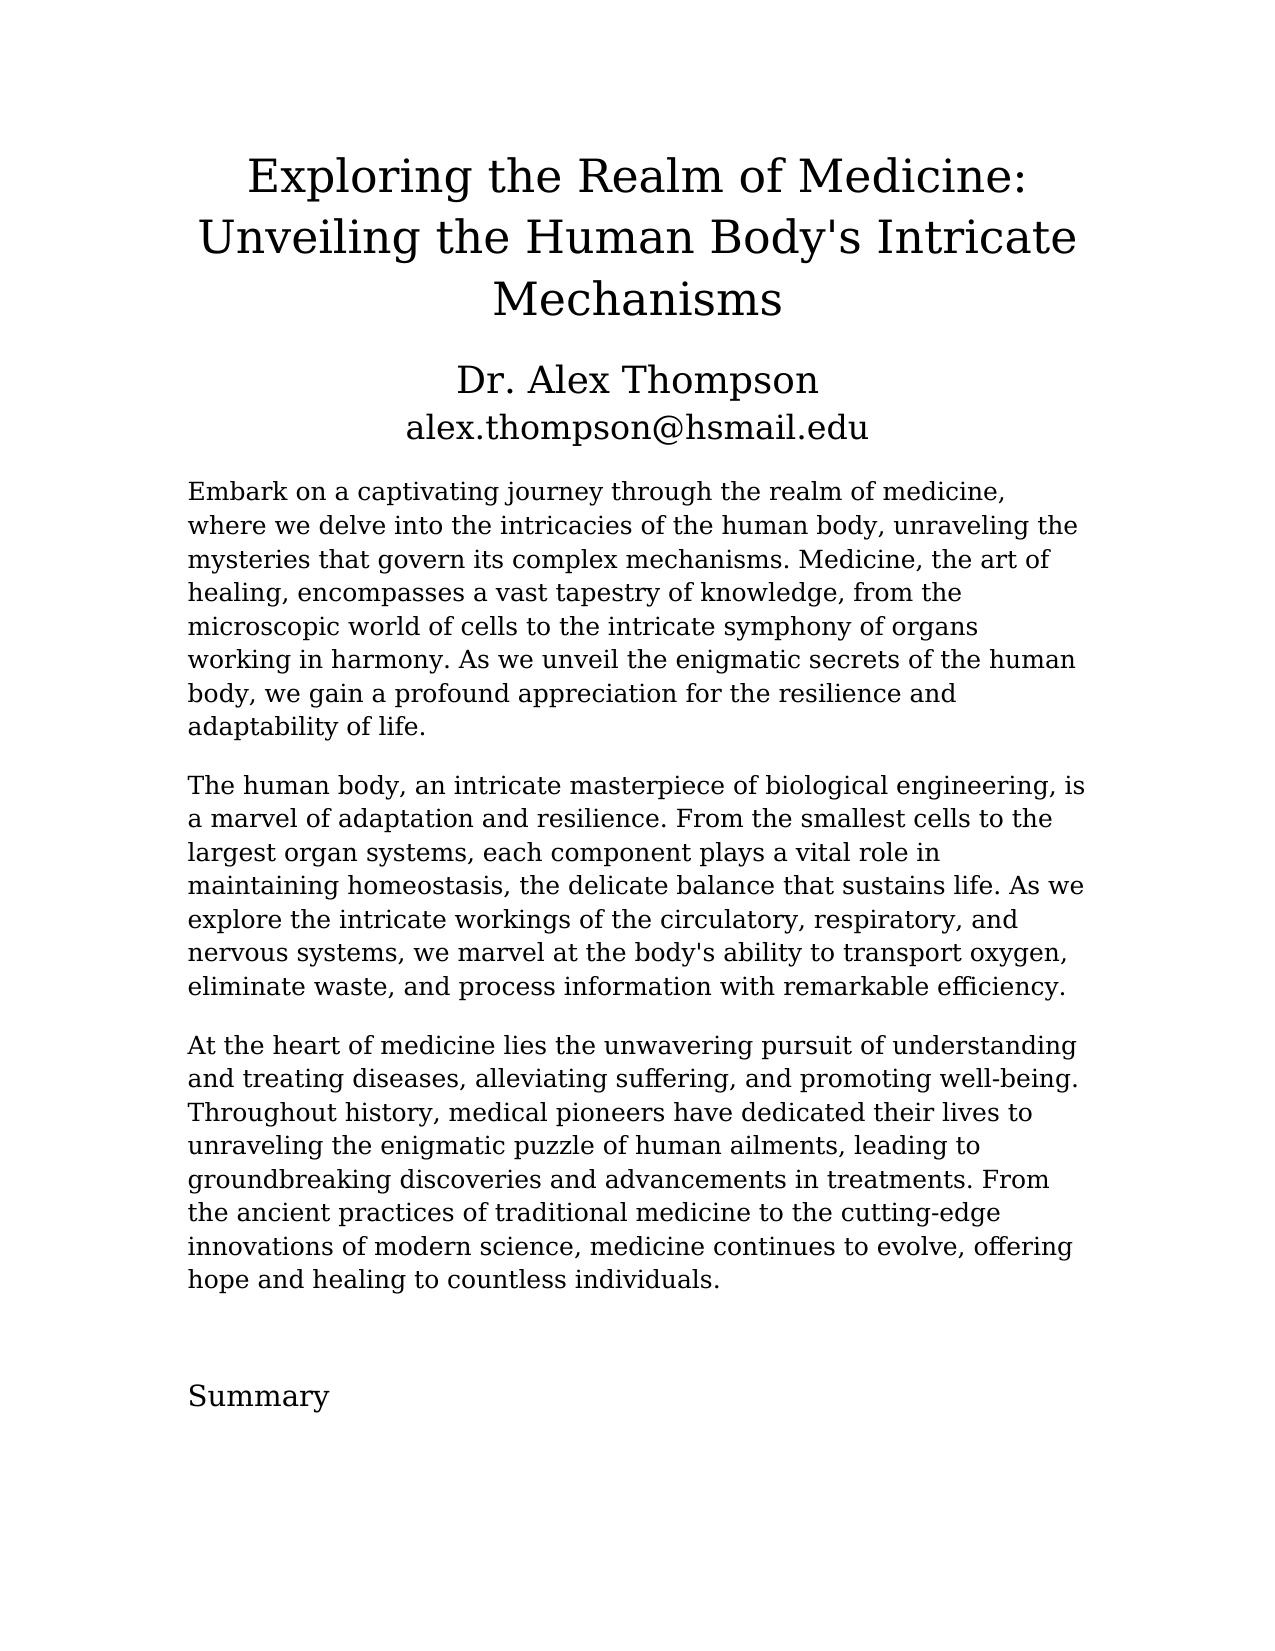 Exploring the Realm of Medicine:
Unveiling the Human Body's Intricate
Mechanisms
Dr. Alex Thompson
alex.thompson@hsmail.edu
Embark on a captivating journey through the realm of medicine,
where we delve into the intricacies of the human body, unraveling the
mysteries that govern its complex mechanisms. Medicine, the art of
healing, encompasses a vast tapestry of knowledge, from the
microscopic world of cells to the intricate symphony of organs
working in harmony. As we unveil the enigmatic secrets of the human
body, we gain a profound appreciation for the resilience and
adaptability of life.
The human body, an intricate masterpiece of biological engineering, is
a marvel of adaptation and resilience. From the smallest cells to the
largest organ systems, each component plays a vital role in
maintaining homeostasis, the delicate balance that sustains life. As we
explore the intricate workings of the circulatory, respiratory, and
nervous systems, we marvel at the body's ability to transport oxygen,
eliminate waste, and process information with remarkable efficiency.
At the heart of medicine lies the unwavering pursuit of understanding
and treating diseases, alleviating suffering, and promoting well-being.
Throughout history, medical pioneers have dedicated their lives to
unraveling the enigmatic puzzle of human ailments, leading to
groundbreaking discoveries and advancements in treatments. From
the ancient practices of traditional medicine to the cutting-edge
innovations of modern science, medicine continues to evolve, offering
hope and healing to countless individuals.
Summary